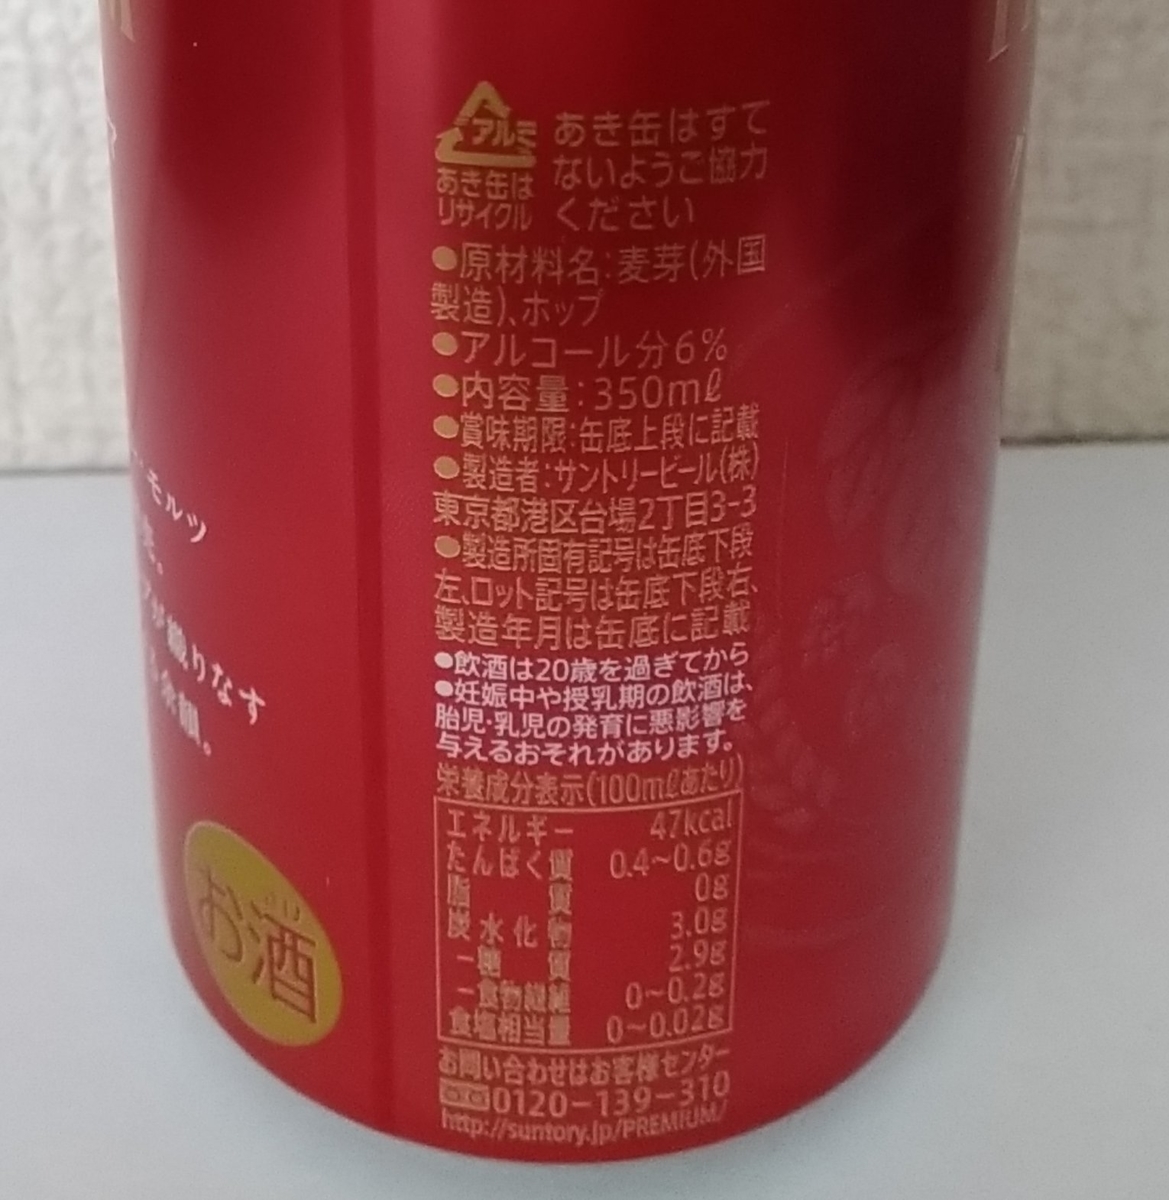 アルミ
あき缶は
リサイクル
あき缶はすて
ないようご協力
ください
●原材料名:麦芽(外国
製造)、ホップ
●アルコール分6%
●内容量:350mℓ
●賞味期限:缶底上段に記載
●製造者:サントリービール(株)
東京都港区台場2丁目3-3
●製造所固有記号は缶底下段
左、ロット記号は缶底下段右、
製造年月は缶底に記載
●飲酒は20歳を過ぎてから
●妊娠中や授乳期の飲酒は、
胎児・乳児の発育に悪影響を
与えるおそれがあります。
栄養成分表示(100mℓあたり)
エネルギー 47kcal
たんぱく質 0.4~0.6g
脂質 0g
炭水化物 3.0g
-糖質 2.9g
-食物繊維 0~0.2g
食塩相当量 0~0.02g
お問い合わせはお客様センター
0120-139-310
http://suntory.jp/PREMIUM/
モルツ
が織りなす
お酒